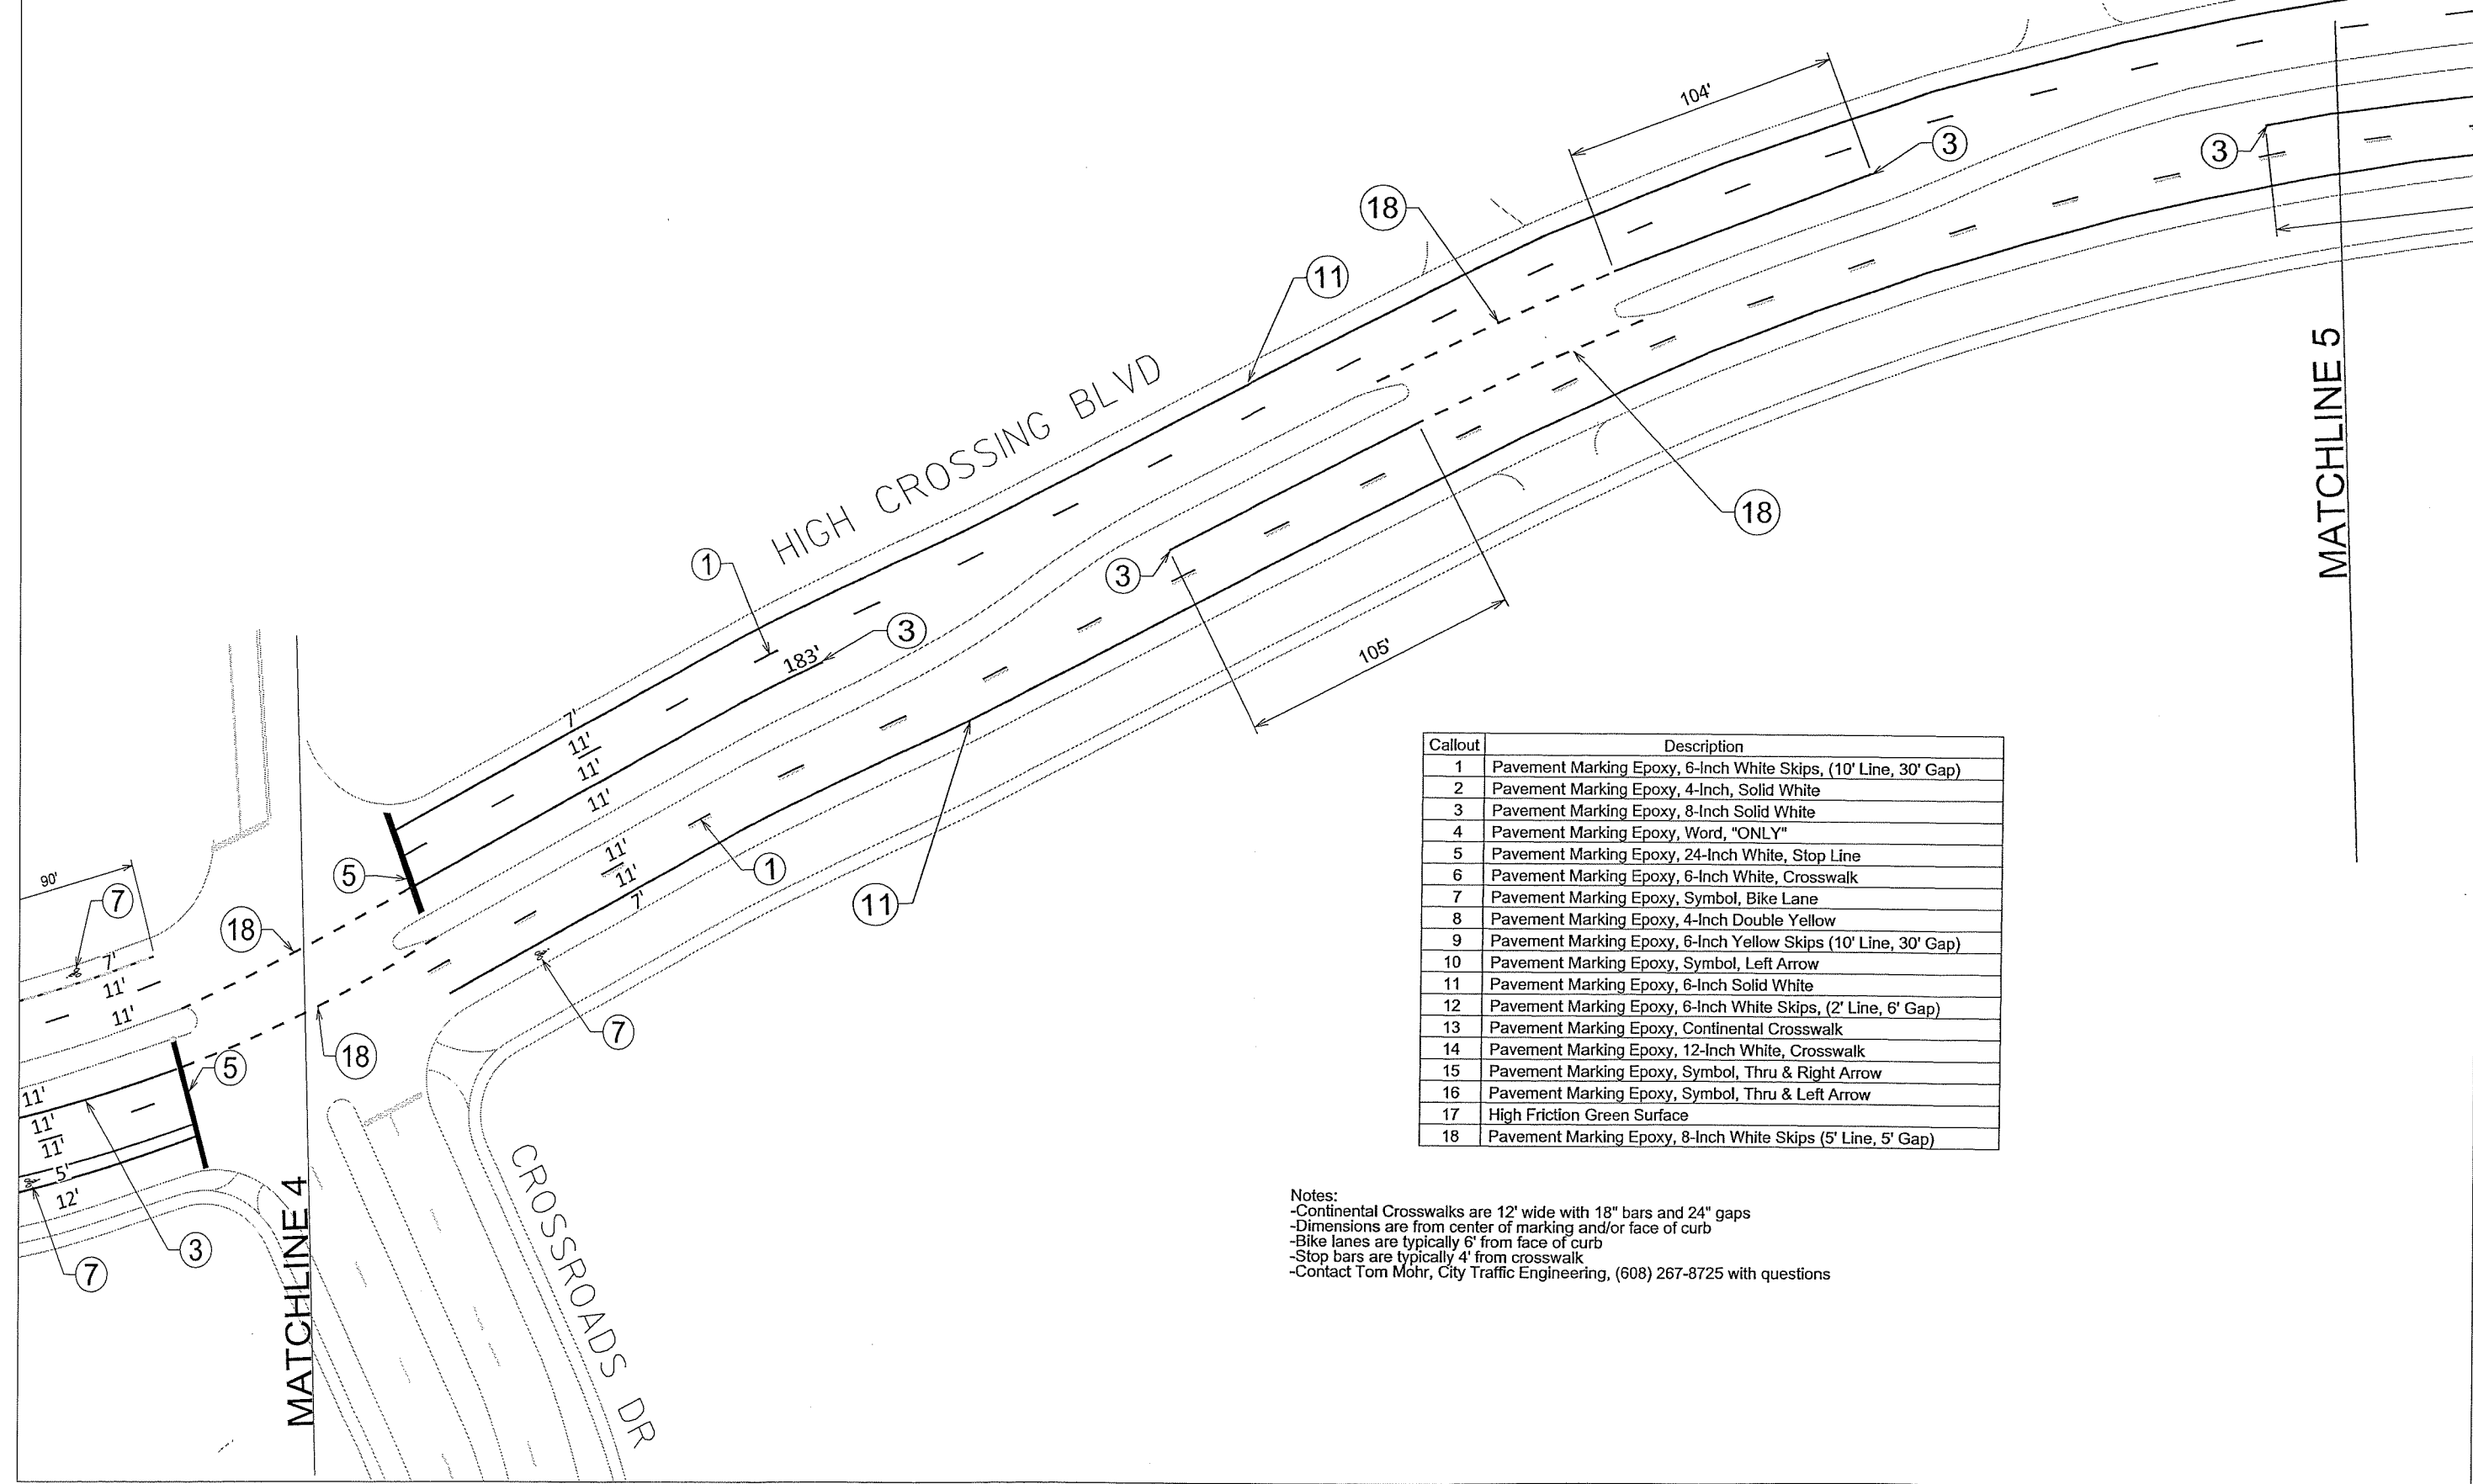 104'
3
3
18
11
HIGH CROSSING BLVD
MATCHLINE 5
18
1
3
3
183'
105'
7'
11'
11'
11'
11'
11'
7'
1
11
5
90'
7
18
7'
11'
11'
7
18
5
11'
11'
11'
5'
12'
3
7
MATCHLINE 4
CROSSROADS DR
Callout Description
1 Pavement Marking Epoxy, 6-Inch White Skips, (10' Line, 30' Gap)
2 Pavement Marking Epoxy, 4-Inch, Solid White
3 Pavement Marking Epoxy, 8-Inch Solid White
4 Pavement Marking Epoxy, Word, "ONLY"
5 Pavement Marking Epoxy, 24-Inch White, Stop Line
6 Pavement Marking Epoxy, 6-Inch White, Crosswalk
7 Pavement Marking Epoxy, Symbol, Bike Lane
8 Pavement Marking Epoxy, 4-Inch Double Yellow
9 Pavement Marking Epoxy, 6-Inch Yellow Skips (10' Line, 30' Gap)
10 Pavement Marking Epoxy, Symbol, Left Arrow
11 Pavement Marking Epoxy, 6-Inch Solid White
12 Pavement Marking Epoxy, 6-Inch White Skips, (2' Line, 6' Gap)
13 Pavement Marking Epoxy, Continental Crosswalk
14 Pavement Marking Epoxy, 12-Inch White, Crosswalk
15 Pavement Marking Epoxy, Symbol, Thru & Right Arrow
16 Pavement Marking Epoxy, Symbol, Thru & Left Arrow
17 High Friction Green Surface
18 Pavement Marking Epoxy, 8-Inch White Skips (5' Line, 5' Gap)
Notes:
-Continental Crosswalks are 12' wide with 18" bars and 24" gaps
-Dimensions are from center of marking and/or face of curb
-Bike lanes are typically 6' from face of curb
-Stop bars are typically 4' from crosswalk
-Contact Tom Mohr, City Traffic Engineering, (608) 267-8725 with questions